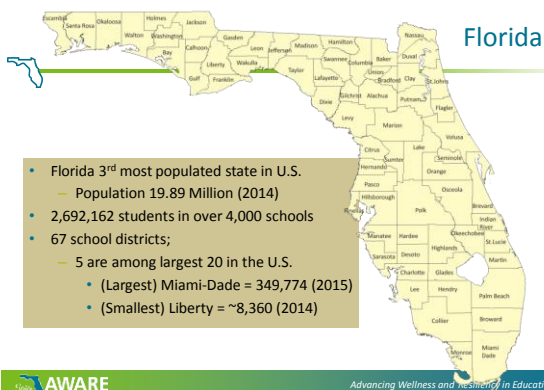 Florida
Escambia
Santa Rosa
Okaloosa
Holmes
Jackson
Walton
Washington
Bay
Calhoun
Gadsden
Leon
Jefferson
Madison
Hamilton
Nassau
Liberty
Wakulla
Taylor
Suwannee
Columbia
Baker
Duval
Gulf
Franklin
Lafayette
Union
Bradford
Clay
St. Johns
Dixie
Gilchrist
Alachua
Putnam
Flagler
Levy
Marion
Volusia
Citrus
Sumter
Lake
Seminole
Hernando
Orange
Pasco
Hillsborough
Osceola
Pinellas
Polk
Brevard
Indian
River
Manatee
Hardee
Okeechobee
St. Lucie
Highlands
Sarasota
Desoto
Martin
Charlotte
Glades
Lee
Hendry
Palm Beach
Collier
Broward
Monroe
Miami
Dade
• Florida 3rd most populated state in U.S.
– Population 19.89 Million (2014)
• 2,692,162 students in over 4,000 schools
• 67 school districts;
– 5 are among largest 20 in the U.S.
• (Largest) Miami-Dade = 349,774 (2015)
• (Smallest) Liberty = ~8,360 (2014)
AWARE
Advancing Wellness and Resiliency in Educati